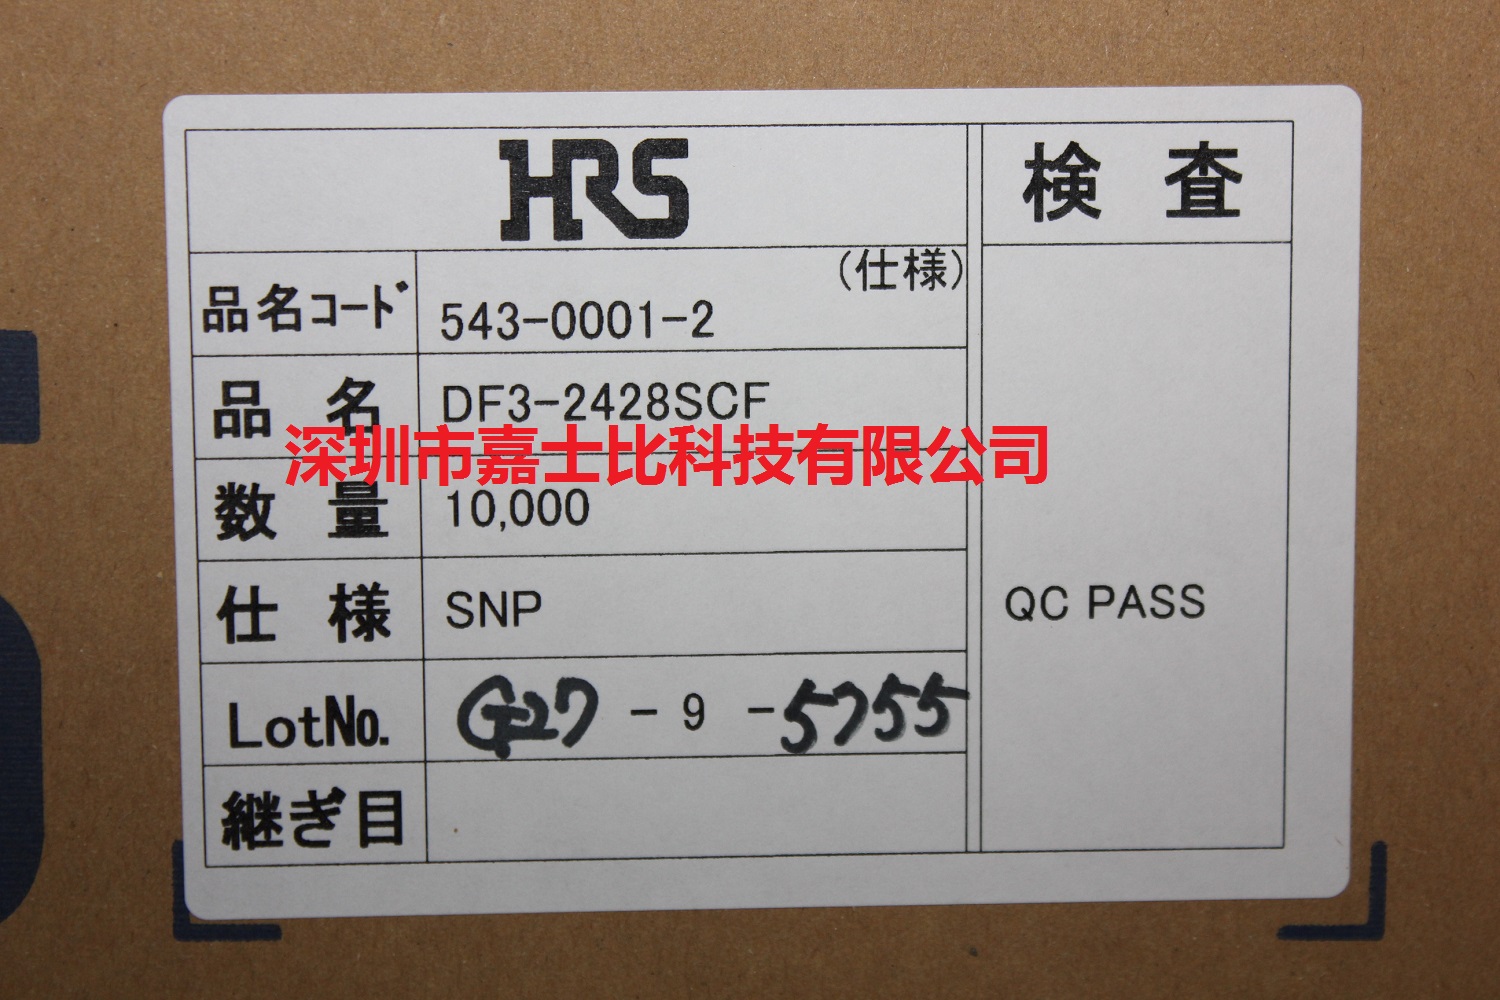 HRS
検 査
(仕様)
品名コード 543-0001-2
品 名 DF3-2428SCF
深圳市嘉士比科技有限公司
数 量 10,000
仕 様 SNP
QC PASS
Lot№. G27 - 9 - 5755
継ぎ目